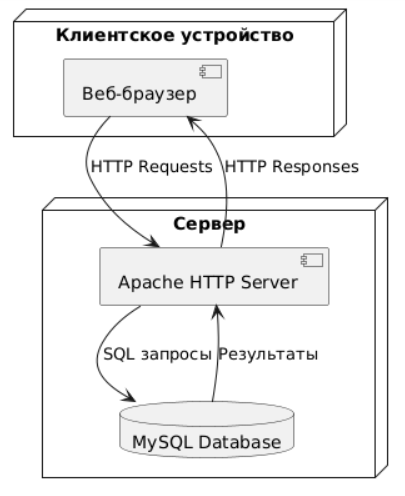 Клиентское устройство
Веб-браузер
HTTP Requests
HTTP Responses
Сервер
Apache HTTP Server
SQL запросы
Результаты
MySQL Database